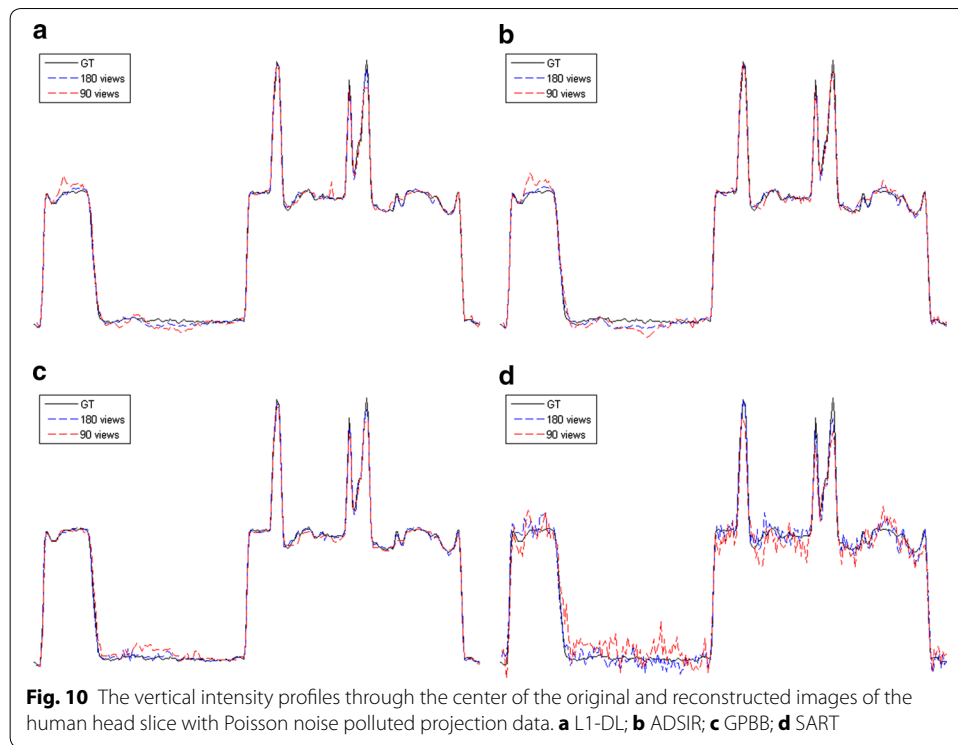 a
GT
180 views
90 views
b
GT
180 views
90 views
c
GT
180 views
90 views
d
GT
180 views
90 views
Fig. 10 The vertical intensity profiles through the center of the original and reconstructed images of the
human head slice with Poisson noise polluted projection data. a L1-DL; b ADSIR; c GPBB; d SART